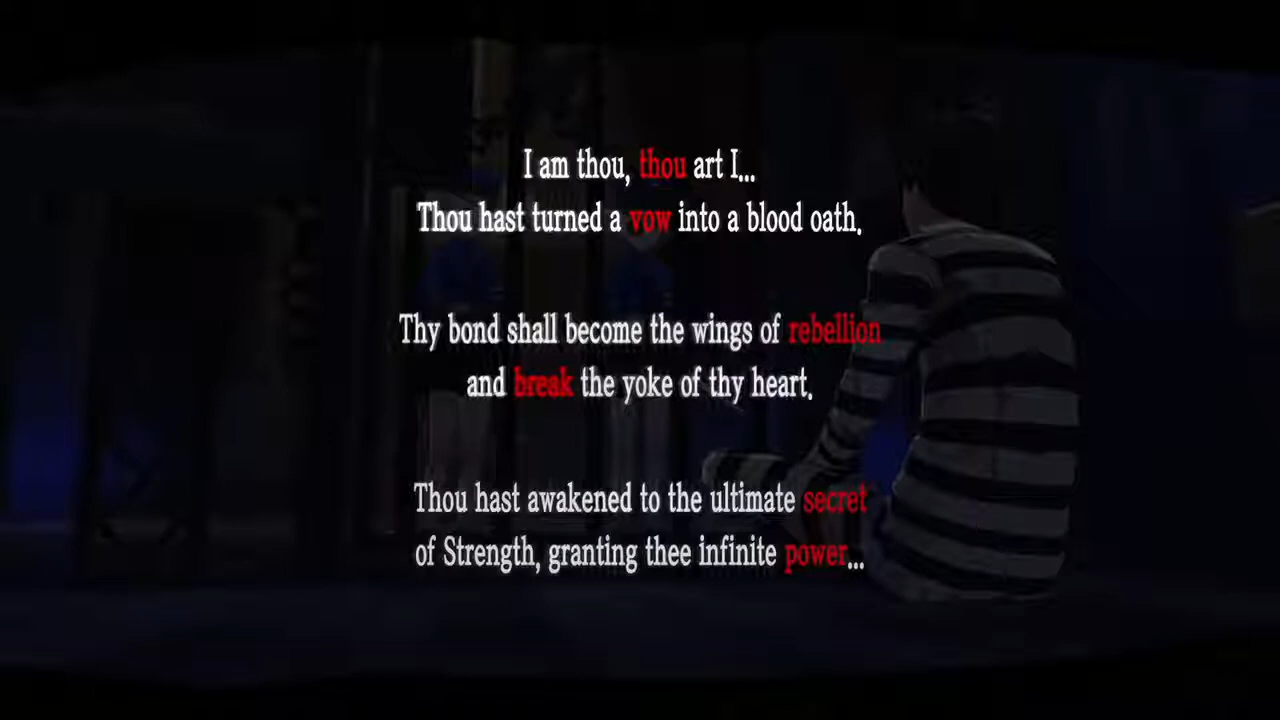 I am thou, thou art I...
Thou hast turned a vow into a blood oath.
Thy bond shall become the wings of rebellion
and break the yoke of thy heart.
Thou hast awakened to the ultimate secret
of Strength, granting thee infinite power...